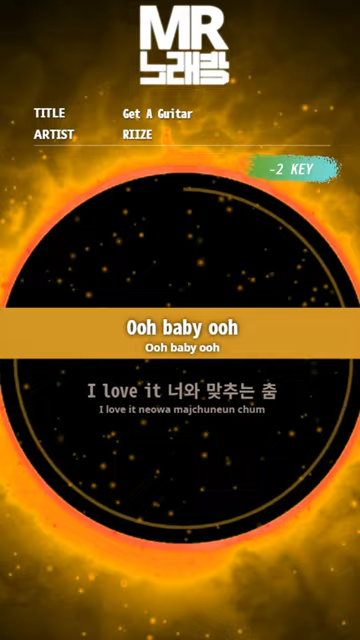 MR
노래방
TITLE Get A Guitar
ARTIST RIIZE
-2 KEY
Ooh baby ooh
Ooh baby ooh
I love it 너와 맞추는 춤
I love it neowa majchuneun chum